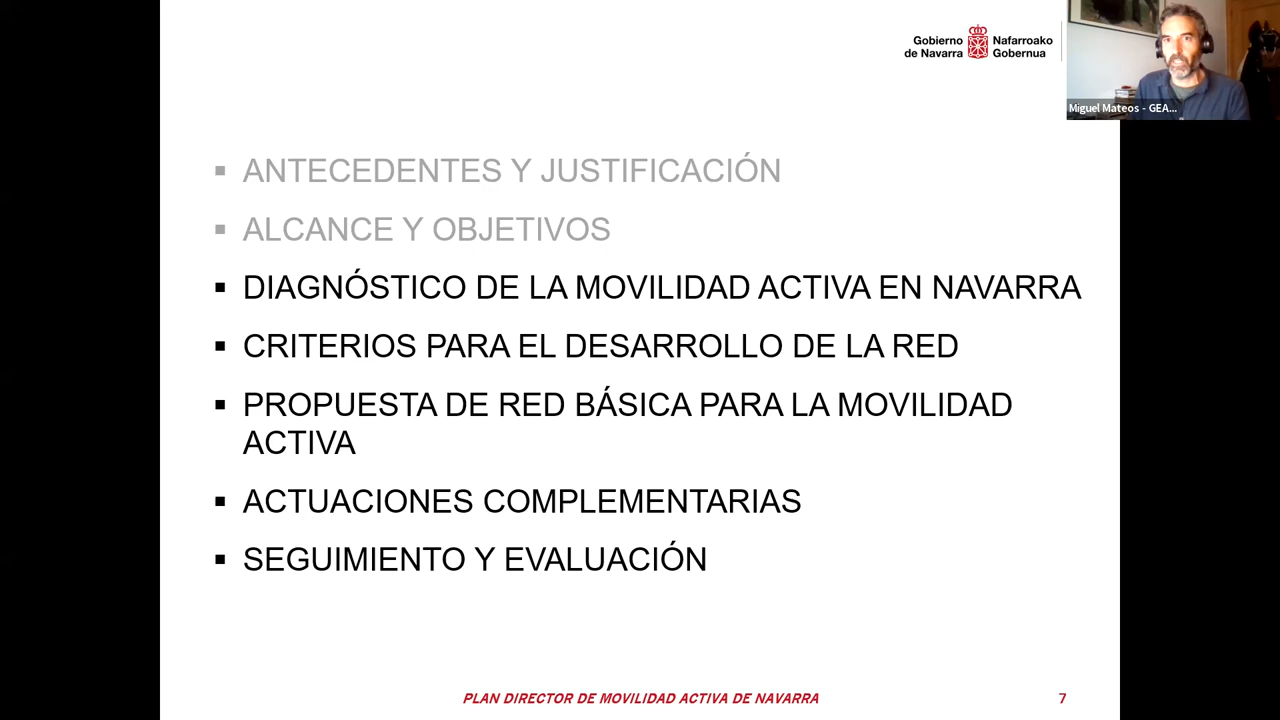 Gobierno de Navarra
Nafarroako Gobernua
Miguel Mateos - GEA...
▪ ANTECEDENTES Y JUSTIFICACIÓN
▪ ALCANCE Y OBJETIVOS
▪ DIAGNÓSTICO DE LA MOVILIDAD ACTIVA EN NAVARRA
▪ CRITERIOS PARA EL DESARROLLO DE LA RED
▪ PROPUESTA DE RED BÁSICA PARA LA MOVILIDAD
ACTIVA
▪ ACTUACIONES COMPLEMENTARIAS
▪ SEGUIMIENTO Y EVALUACIÓN
PLAN DIRECTOR DE MOVILIDAD ACTIVA DE NAVARRA
7